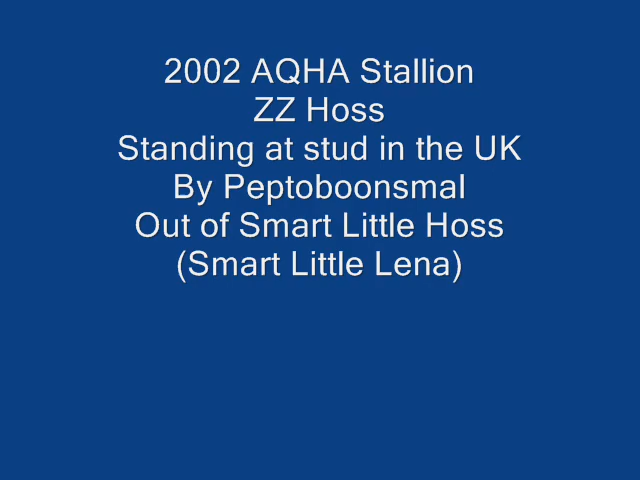 2002 AQHA Stallion
ZZ Hoss
Standing at stud in the UK
By Peptoboonsmal
Out of Smart Little Hoss
(Smart Little Lena)